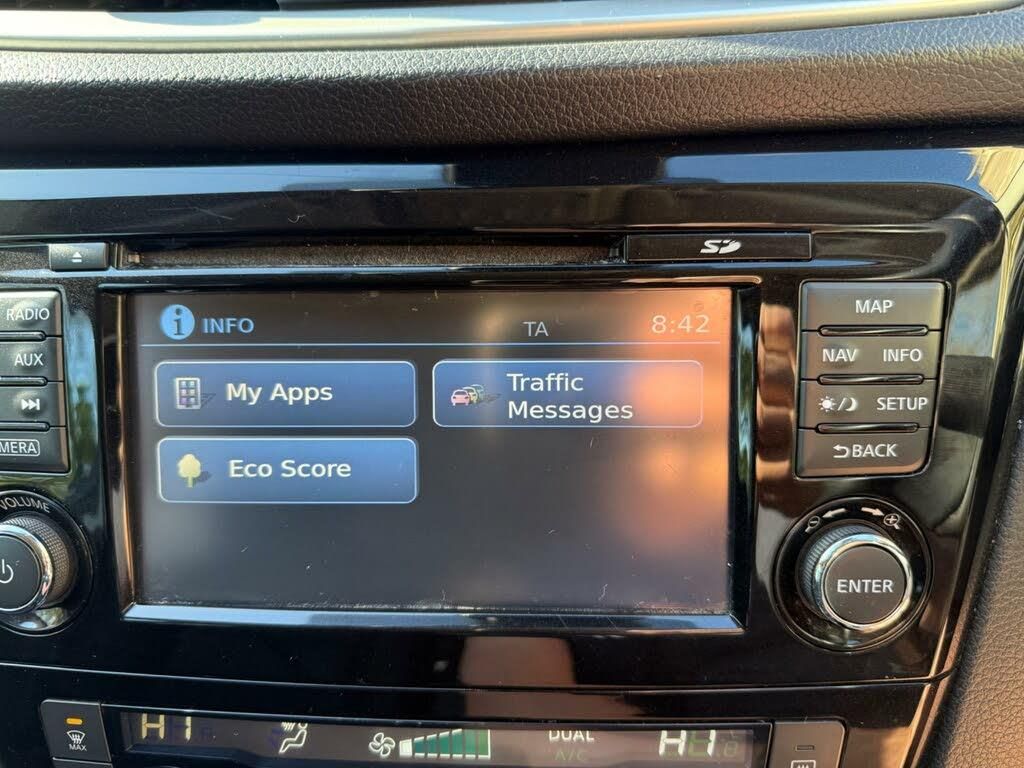 SD
RADIO
AUX
MERA
VOLUME
INFO
TA
8:42
My Apps
Traffic
Messages
Eco Score
MAP
NAV INFO
SETUP
BACK
ENTER
MAX
HI
DUAL
A/C
HI